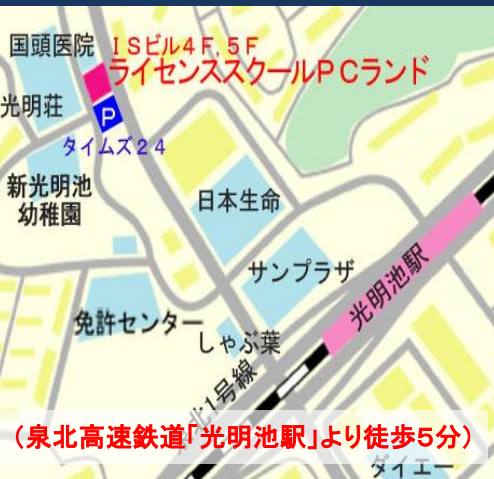 国頭医院
ISビル4F,5F
ライセンススクールPCランド
光明荘
P
タイムズ24
新光明池
幼稚園
日本生命
サンプラザ
光明池駅
免許センター
しゃぶ葉
北1号線
(泉北高速鉄道「光明池駅」より徒歩5分)
ダイエー